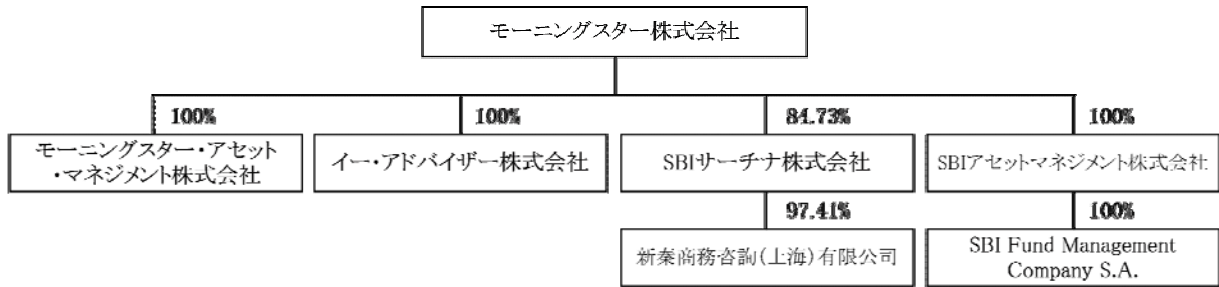 モーニングスター株式会社
100%
100%
84.73%
100%
モーニングスター・アセット
・マネジメント株式会社
イー・アドバイザー株式会社
SBIサーチナ株式会社
SBIアセットマネジメント株式会社
97.41%
100%
新秦商務咨詢(上海)有限公司
SBI Fund Management
Company S.A.